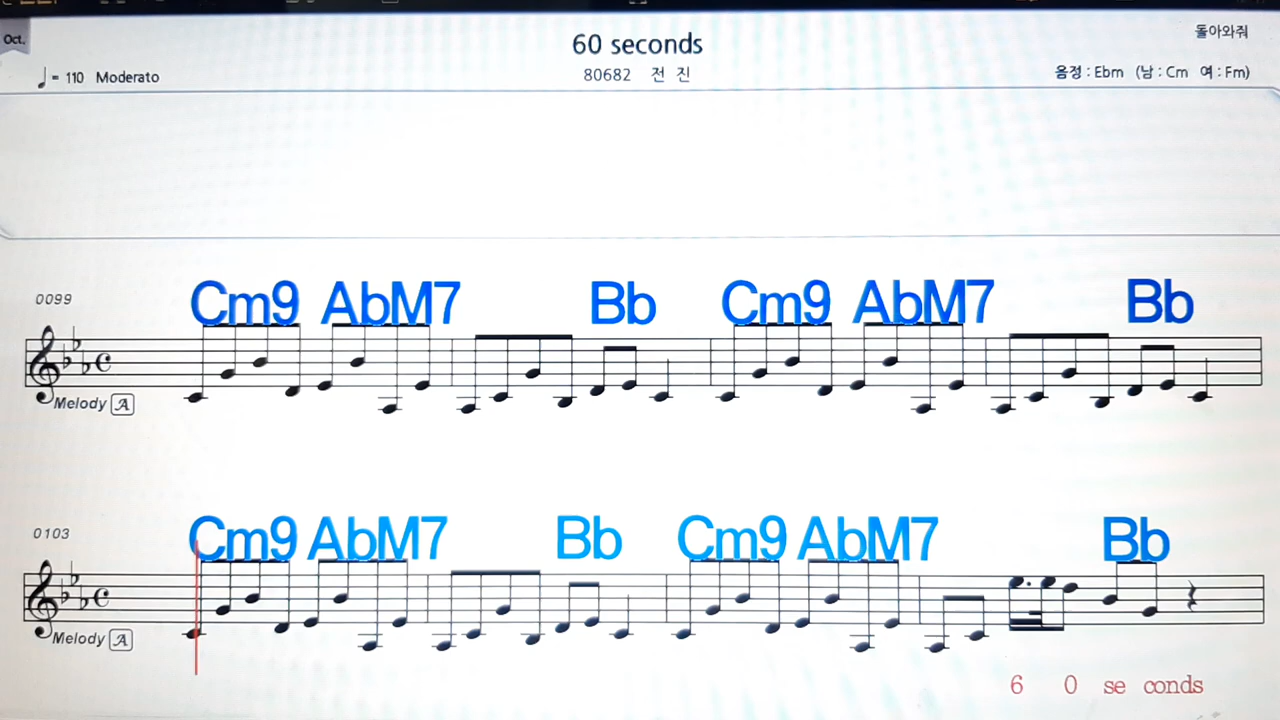 Oct.
60 seconds
돌아와줘
= 110 Moderato
80682 전 진
음정 : Ebm (남 : Cm 여 : Fm)
0099
Cm9 AbM7 Bb Cm9 AbM7 Bb
Melody A
0103
Cm9 AbM7 Bb Cm9 AbM7 Bb
Melody A
6 0 se conds